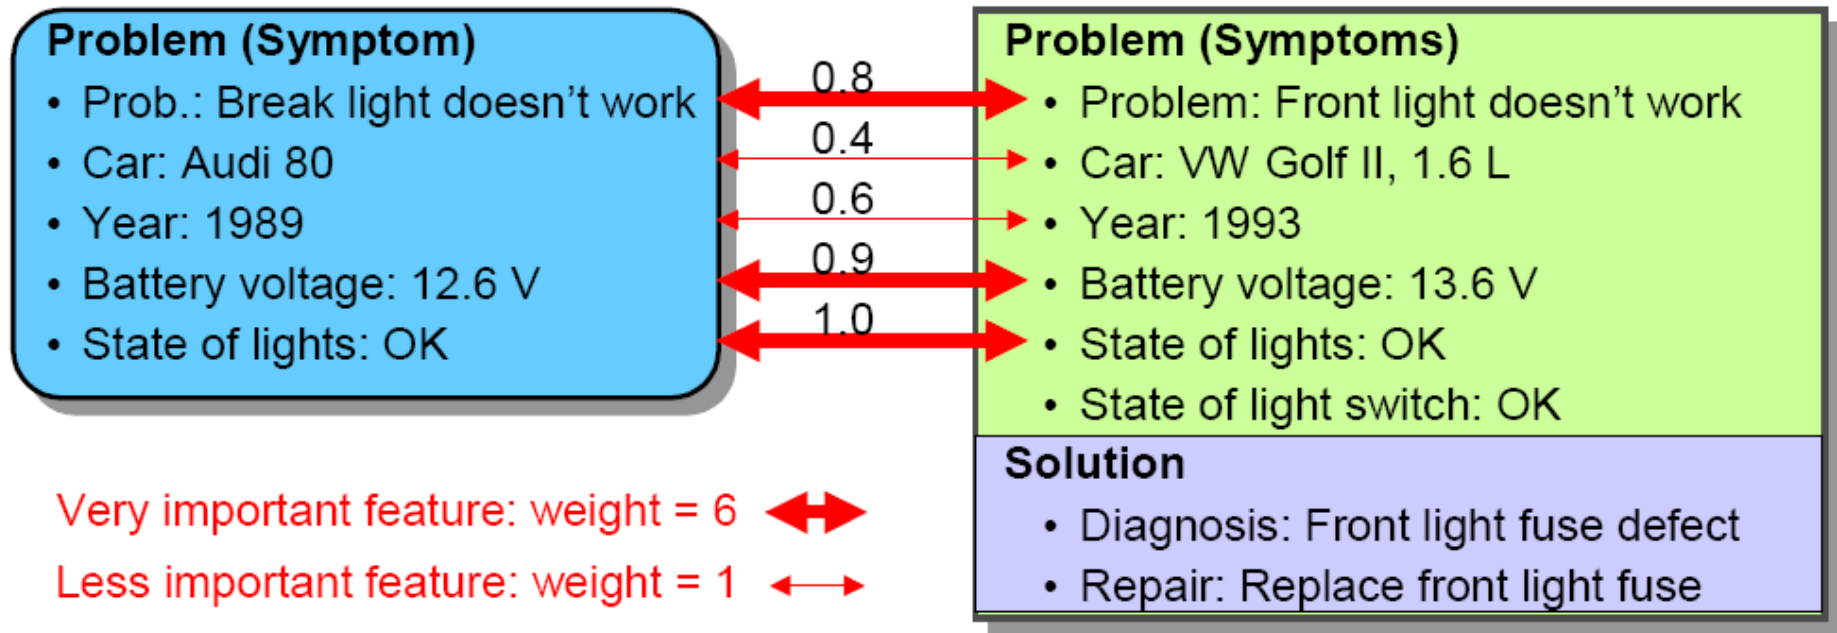 Problem (Symptom)
• Prob.: Break light doesn't work
• Car: Audi 80
• Year: 1989
• Battery voltage: 12.6 V
• State of lights: OK
0.8
0.4
0.6
0.9
1.0
Problem (Symptoms)
• Problem: Front light doesn't work
• Car: VW Golf II, 1.6 L
• Year: 1993
• Battery voltage: 13.6 V
• State of lights: OK
• State of light switch: OK
Solution
• Diagnosis: Front light fuse defect
• Repair: Replace front light fuse
Very important feature: weight = 6
Less important feature: weight = 1